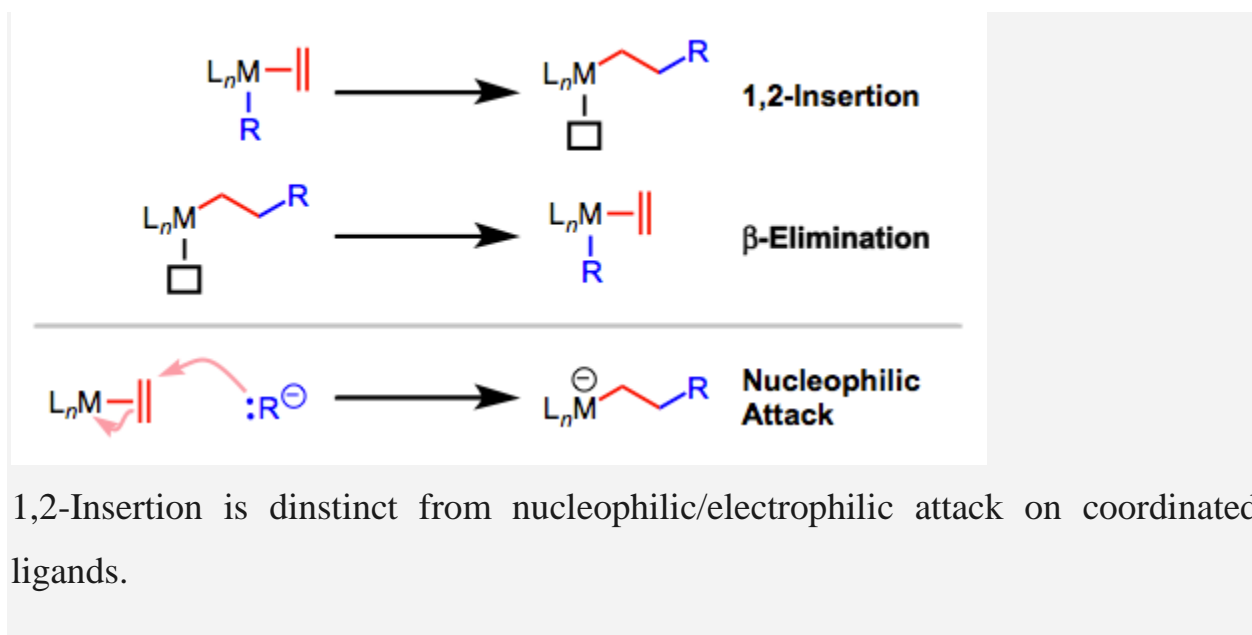 LnM R LnM R 1,2-Insertion
LnM R LnM R β-Elimination
LnM :R⊖ ⊖ LnM R Nucleophilic
Attack
1,2-Insertion is dinstinct from nucleophilic/electrophilic attack on coordinated
ligands.